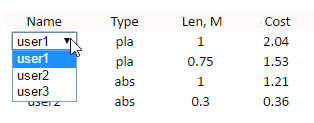 Name Type Len, M Cost
user1 pla 1 2.04
user1 pla 0.75 1.53
user2 abs 1 1.21
user3
user2 abs 0.3 0.36